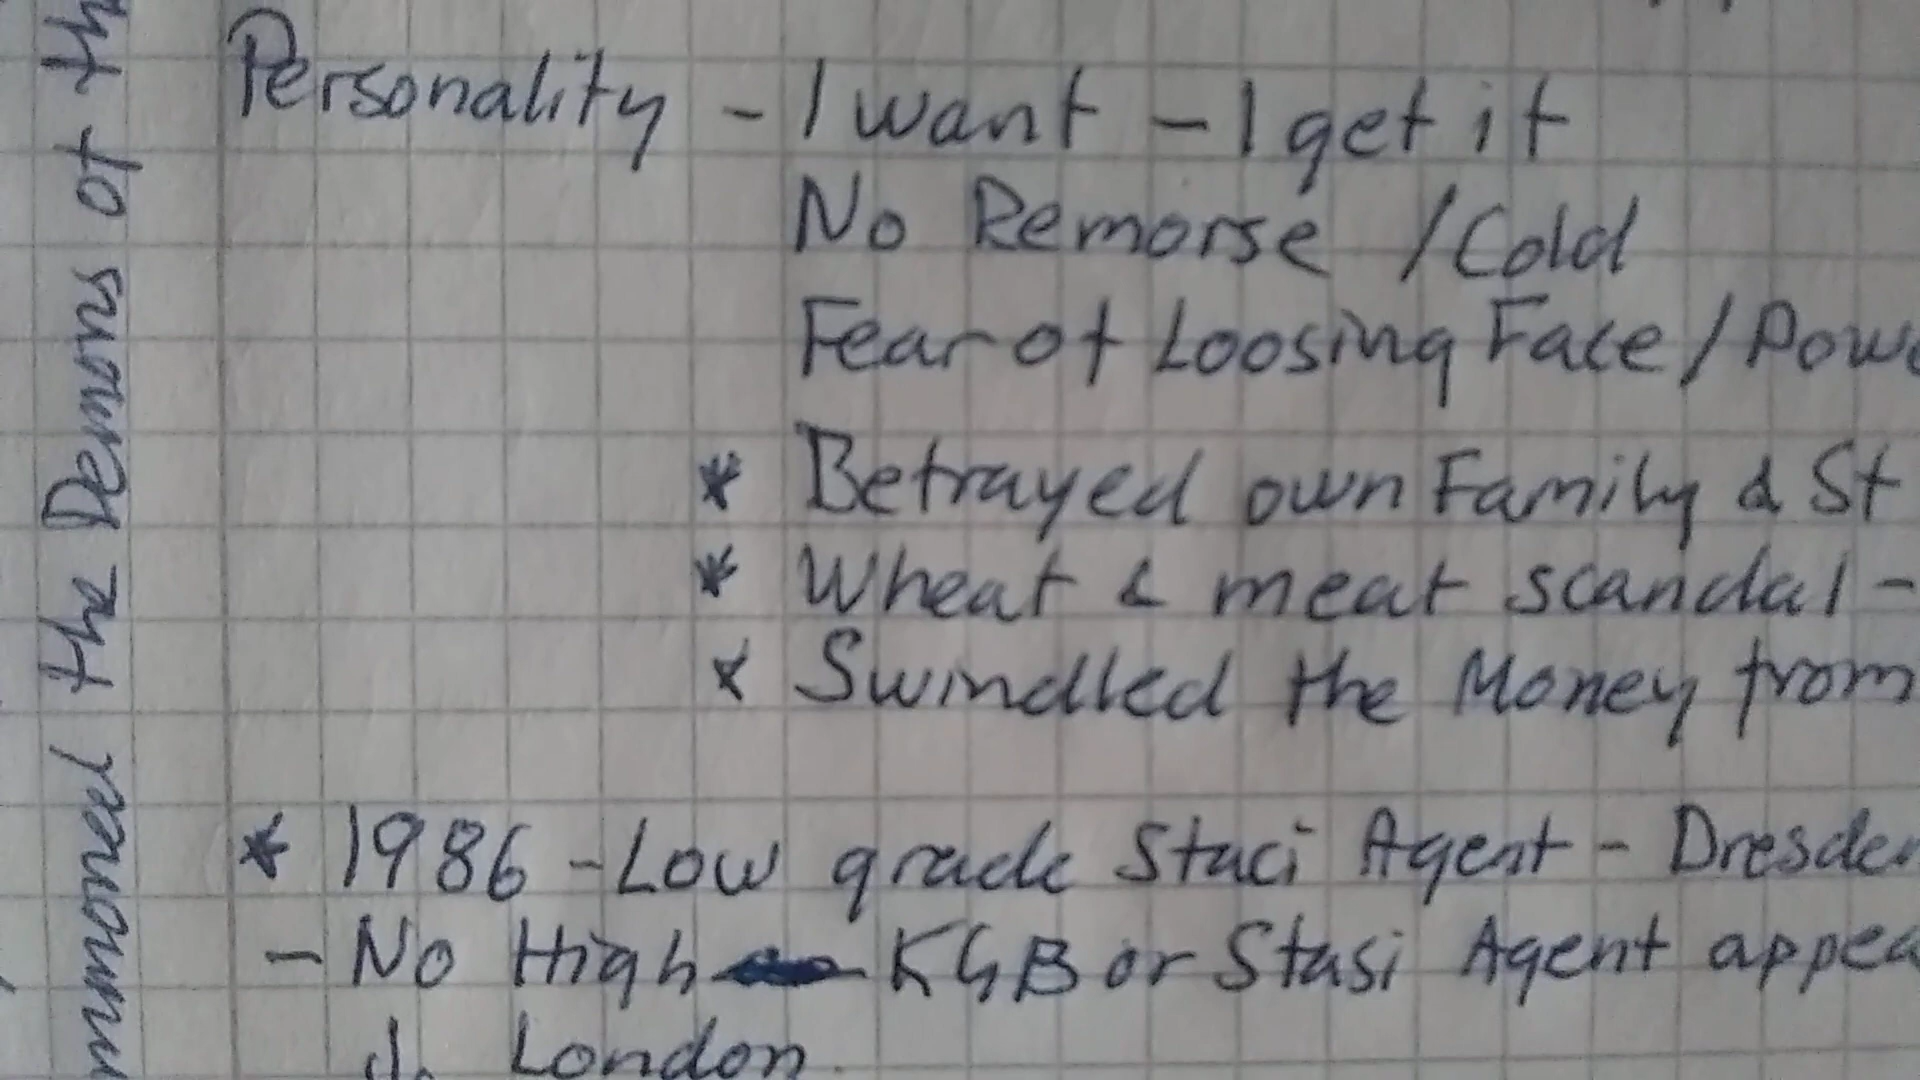 Personality - I want - I get it
No Remorse / Cold
Fear of Loosing Face / Powe
* Betrayed own Family & St
* Wheat & meat scandal -
* Swindled the Money from
* 1986 - Low grade Staci Agent - Dresden
- No High KGB or Stasi Agent appea
London
mmoned the Demons of th